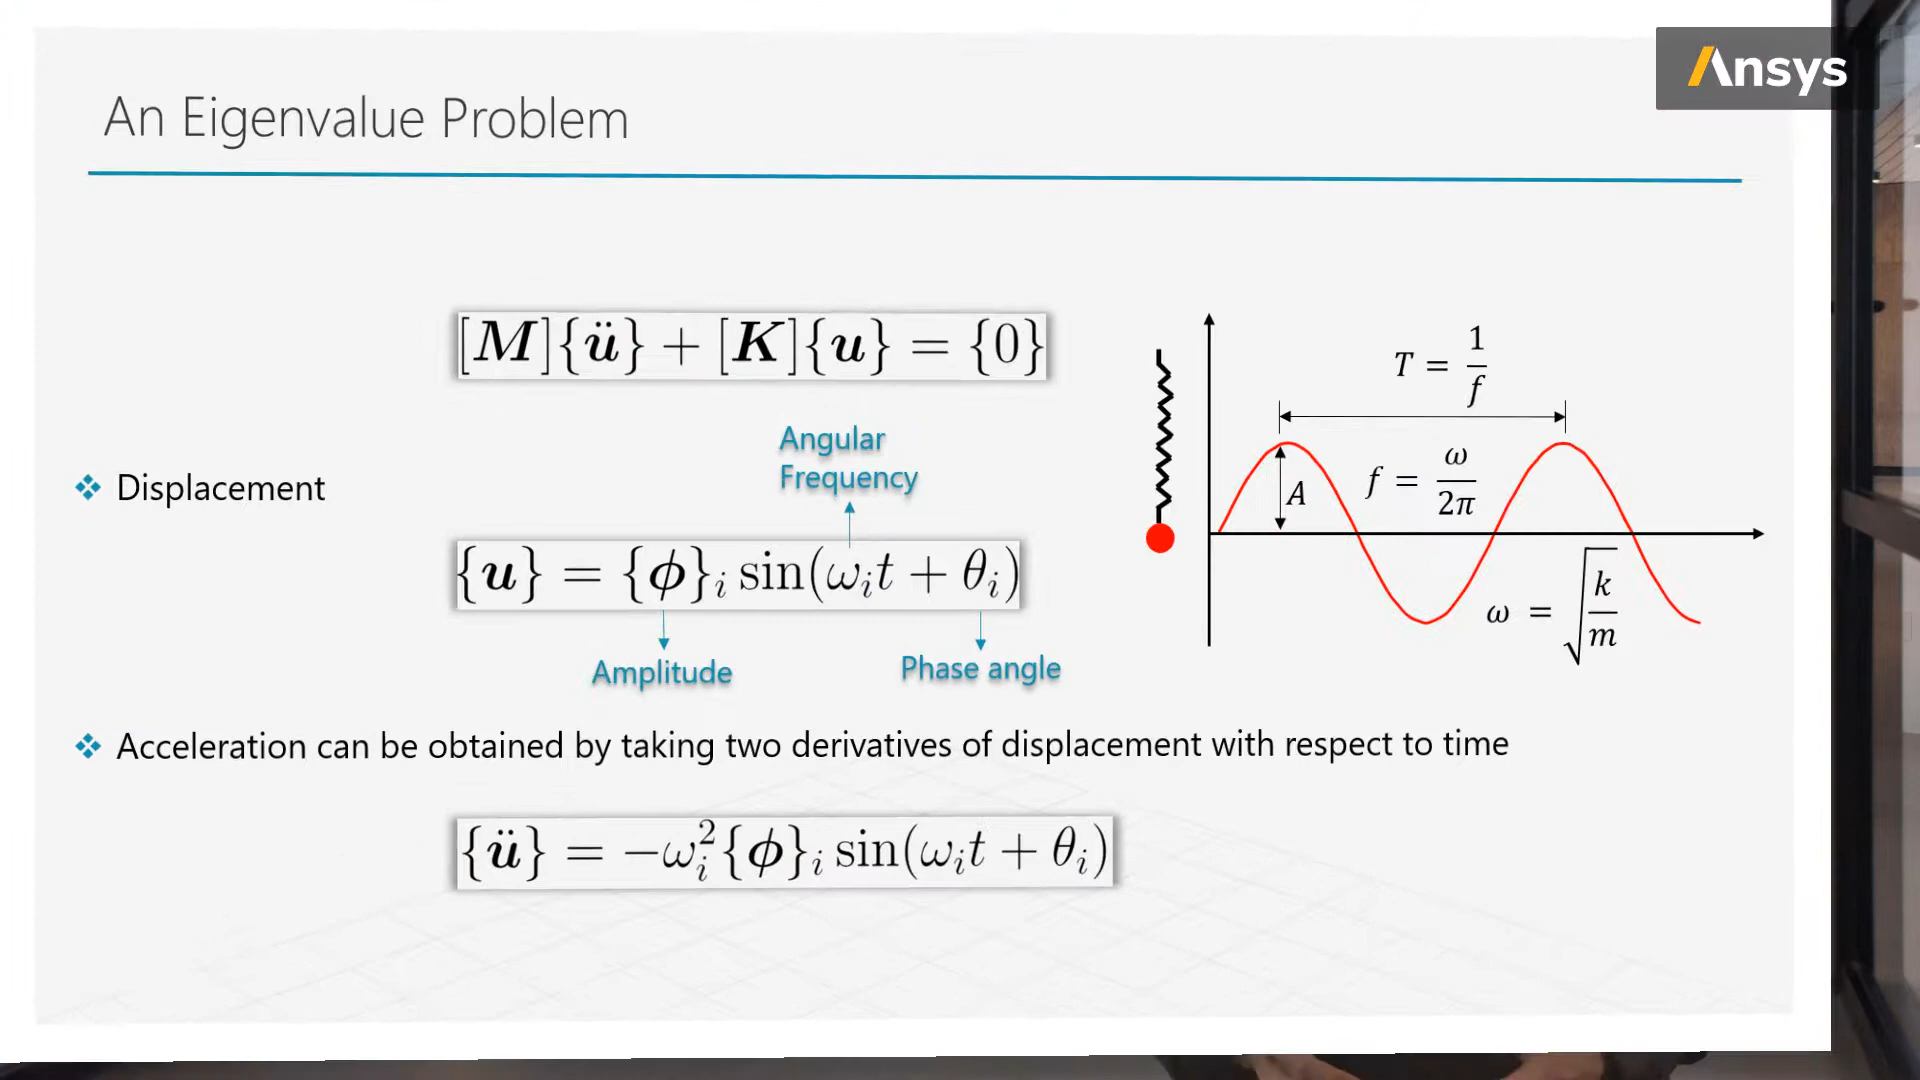 Ansys
An Eigenvalue Problem
[M]{ü} + [K]{u} = {0}
T = 1/f
Angular
Frequency
❖ Displacement
A
f = ω/2π
{u} = {ϕ}ᵢ sin(ωᵢt + θᵢ)
ω = √(k/m)
Amplitude
Phase angle
❖ Acceleration can be obtained by taking two derivatives of displacement with respect to time
{ü} = −ωᵢ²{ϕ}ᵢ sin(ωᵢt + θᵢ)